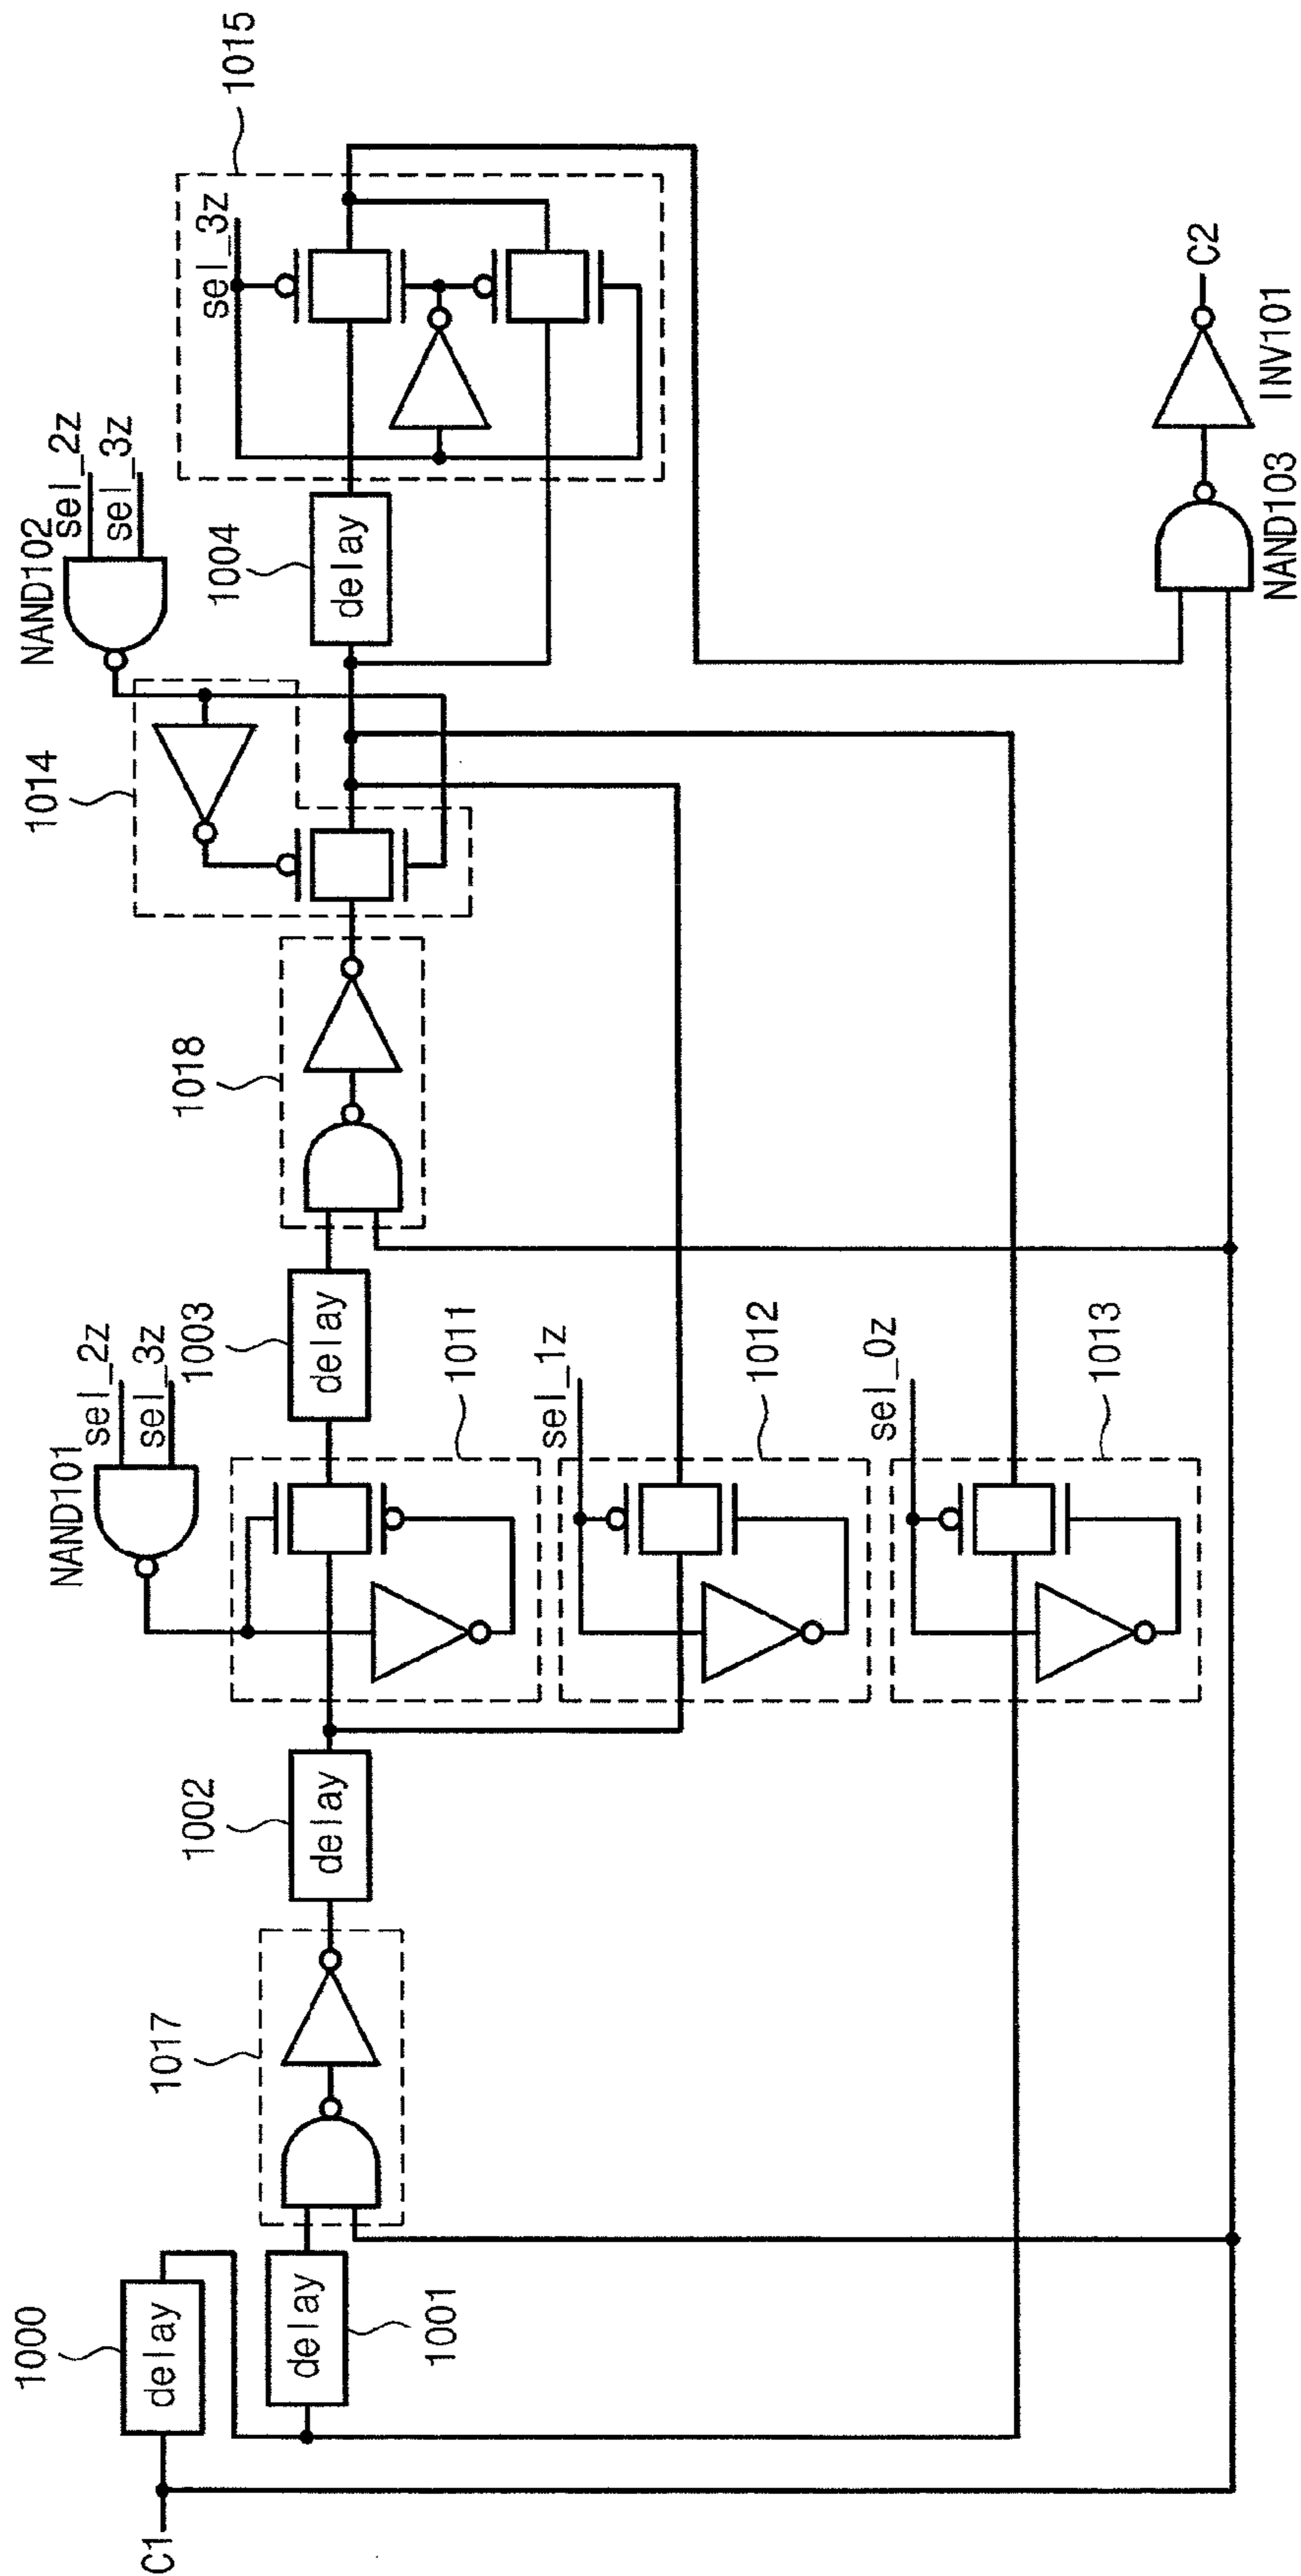 C1
1000
delay
delay
1001
1017
1002
delay
NAND101
sel_2z
sel_3z
1003
delay
1011
sel_1z
1012
sel_0z
1013
1018
1014
NAND102
sel_2z
sel_3z
1004
delay
sel_3z
1015
NAND103
INV101
C2